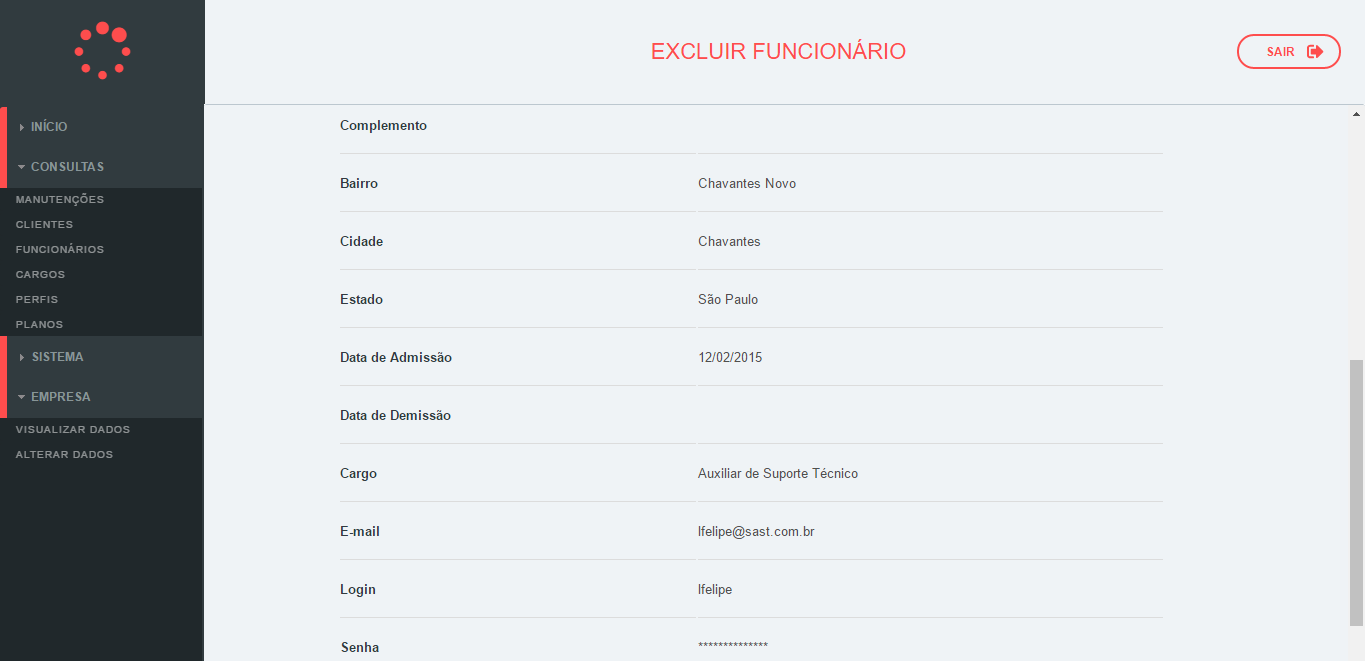 EXCLUIR FUNCIONÁRIO
SAIR
INÍCIO
CONSULTAS
MANUTENÇÕES
CLIENTES
FUNCIONÁRIOS
CARGOS
PERFIS
PLANOS
SISTEMA
EMPRESA
VISUALIZAR DADOS
ALTERAR DADOS
Complemento
Bairro Chavantes Novo
Cidade Chavantes
Estado São Paulo
Data de Admissão 12/02/2015
Data de Demissão
Cargo Auxiliar de Suporte Técnico
E-mail lfelipe@sast.com.br
Login lfelipe
Senha **************